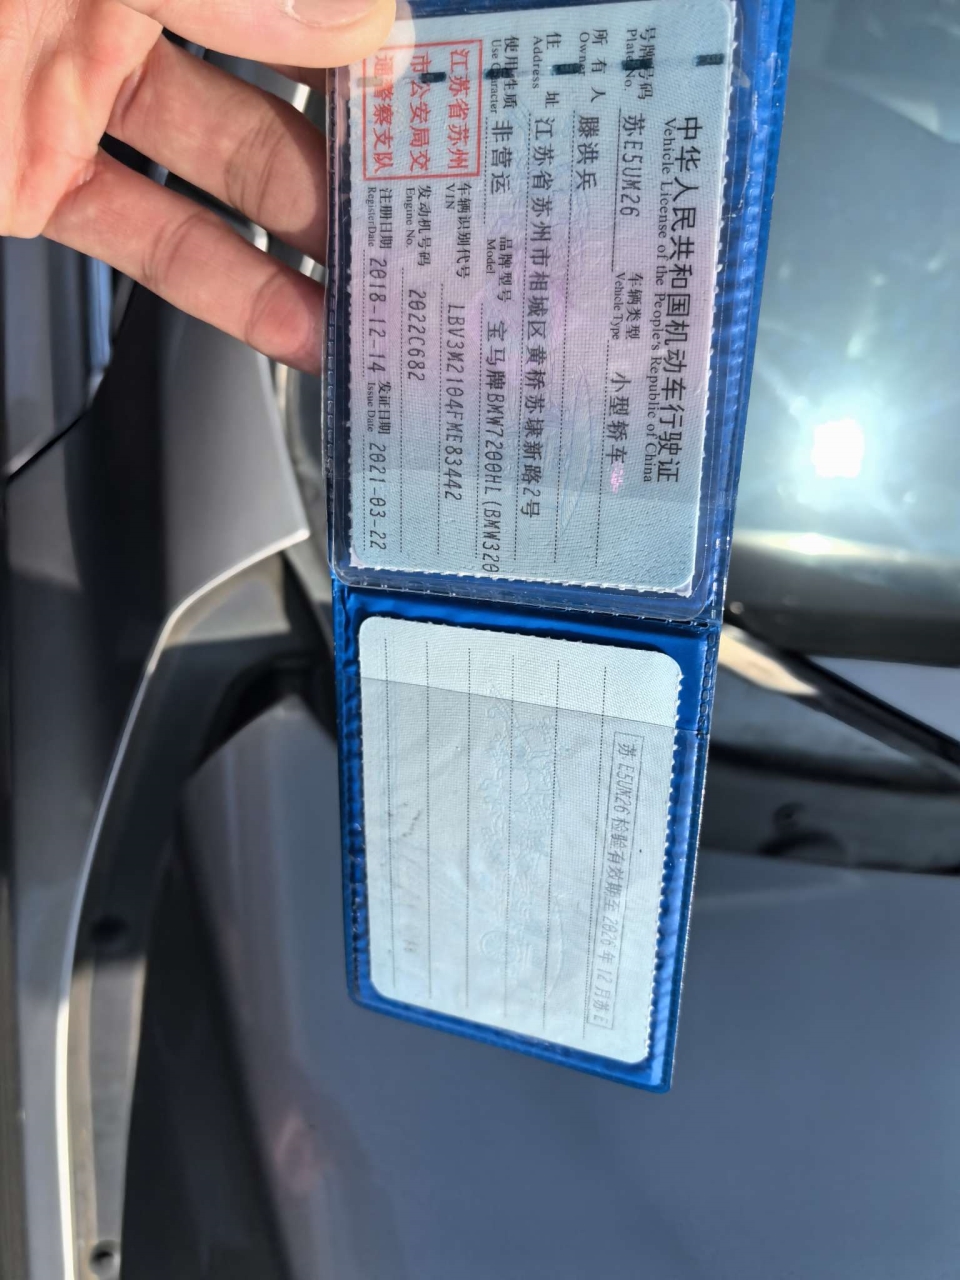 中华人民共和国机动车行驶证
Vehicle License of the People's Republic of China
号牌号码 苏E5UM26 车辆类型 小型轿车
Plate No. Vehicle Type
所有人 滕洪兵
Owner
住址 江苏省苏州市相城区黄桥苏埭新路2号
Address
使用性质 非营运 品牌型号 宝马牌BMW7200HL(BMW320
Use Character Model
江苏省苏州
市公安局交
通警察支队
车辆识别代号 LBV3M2104FME83442
VIN
发动机号码 2022C682
Engine No.
注册日期 2018-12-14 发证日期 2021-03-22
Register Date Issue Date
苏E5UM26 检验有效期至2026年12月苏E